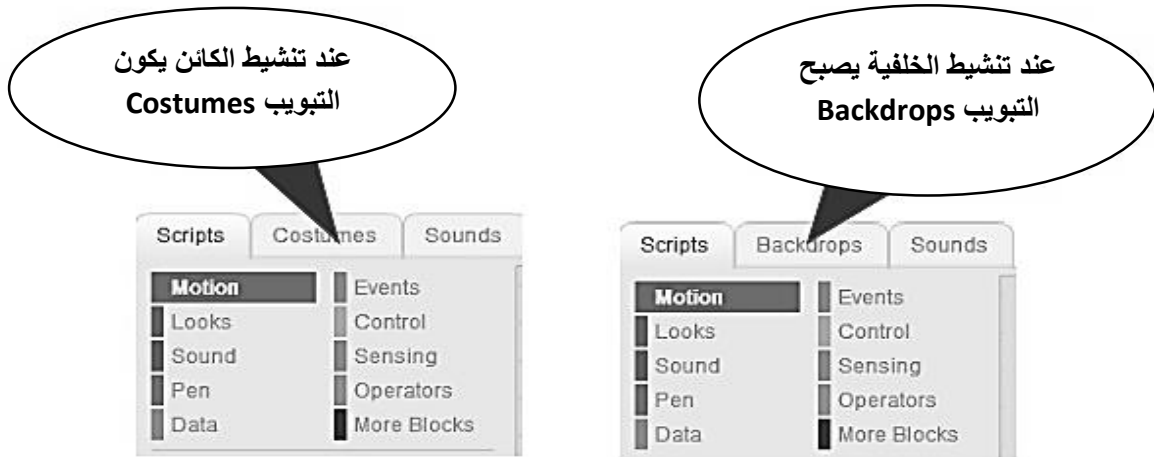 عند تنشيط الكائن يكون
التبويب Costumes
عند تنشيط الخلفية يصبح
التبويب Backdrops
Scripts Costumes Sounds
Motion Events
Looks Control
Sound Sensing
Pen Operators
Data More Blocks
Scripts Backdrops Sounds
Motion Events
Looks Control
Sound Sensing
Pen Operators
Data More Blocks